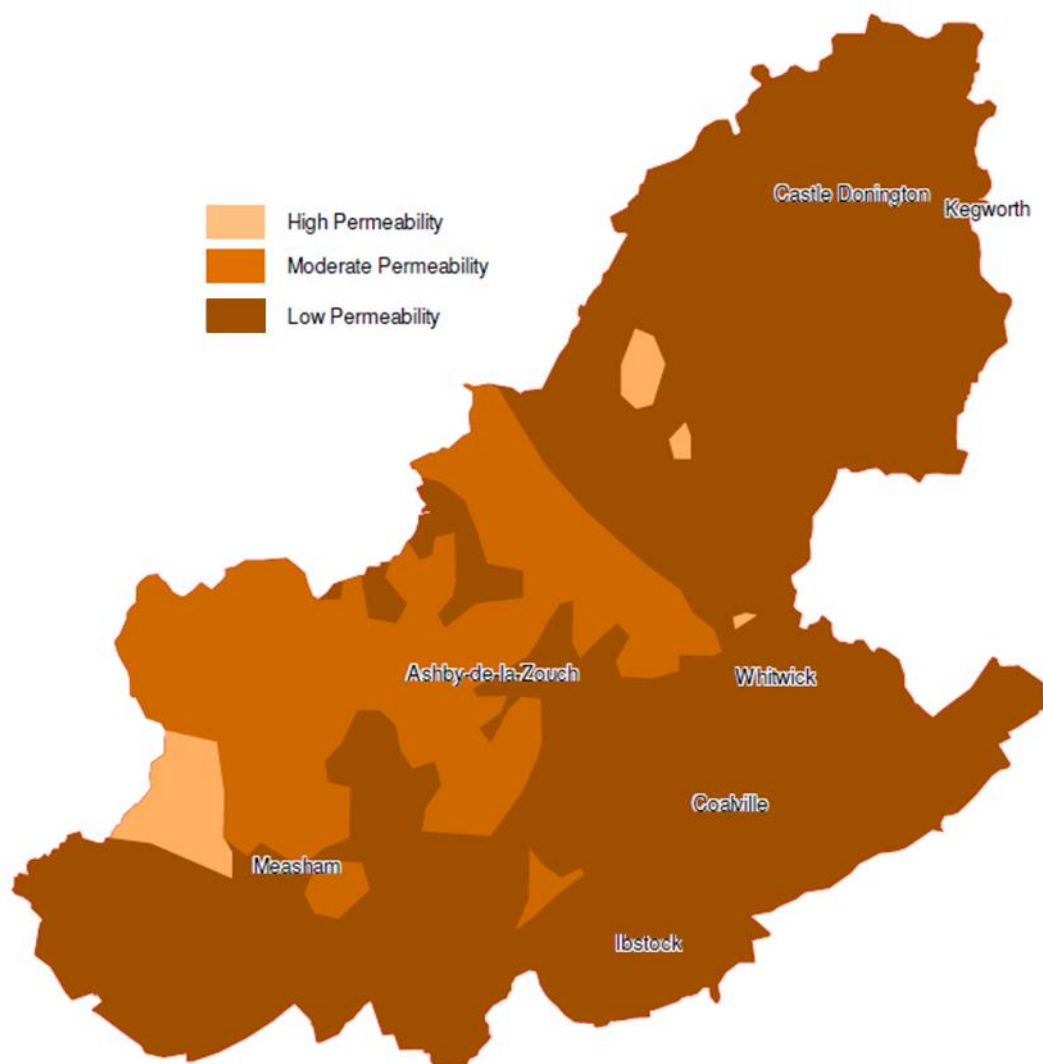 Castle Donington
Kegworth
High Permeability
Moderate Permeability
Low Permeability
Ashby-de-la-Zouch
Whitwick
Coalville
Measham
Ibstock